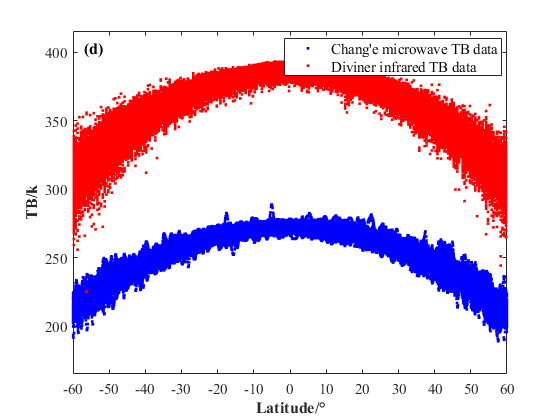 (d)
Chang'e microwave TB data
Diviner infrared TB data
400
350
300
250
200
TB/k
-60 -50 -40 -30 -20 -10 0 10 20 30 40 50 60
Latitude/°